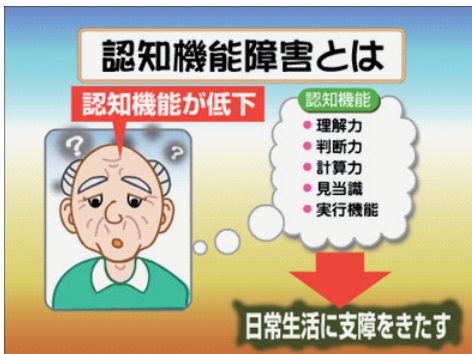 認知機能障害とは
認知機能が低下
?
?
認知機能
● 理解力
● 判断力
● 計算力
● 見当識
● 実行機能
日常生活に支障をきたす